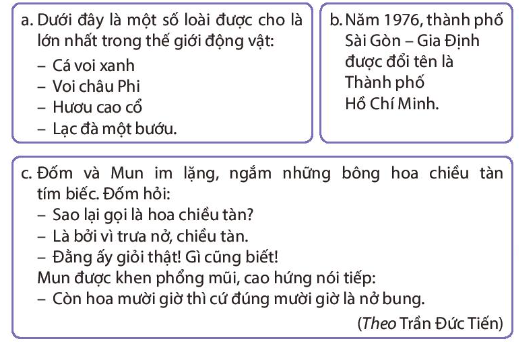 a. Dưới đây là một số loài được cho là
lớn nhất trong thế giới động vật:
– Cá voi xanh
– Voi châu Phi
– Hươu cao cổ
– Lạc đà một bướu.
b. Năm 1976, thành phố
Sài Gòn – Gia Định
được đổi tên là
Thành phố
Hồ Chí Minh.
c. Đốm và Mun im lặng, ngắm những bông hoa chiều tàn
tím biếc. Đốm hỏi:
– Sao lại gọi là hoa chiều tàn?
– Là bởi vì trưa nở, chiều tàn.
– Đằng ấy giỏi thật! Gì cũng biết!
Mun được khen phổng mũi, cao hứng nói tiếp:
– Còn hoa mười giờ thì cứ đúng mười giờ là nở bung.
(Theo Trần Đức Tiến)